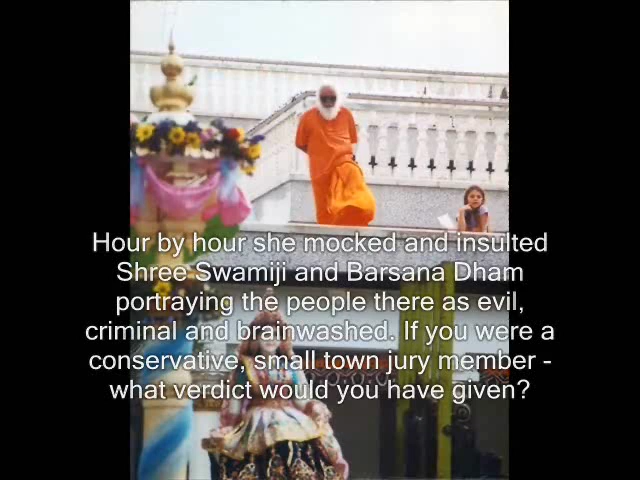 Hour by hour she mocked and insulted
Shree Swamiji and Barsana Dham
portraying the people there as evil,
criminal and brainwashed. If you were a
conservative, small town jury member -
what verdict would you have given?